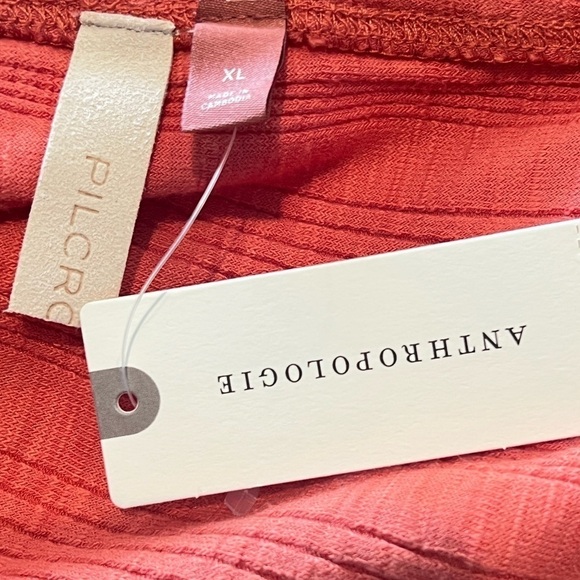 XL
MADE IN
CAMBODIA
PILCRO
ANTHROPOLOGIE